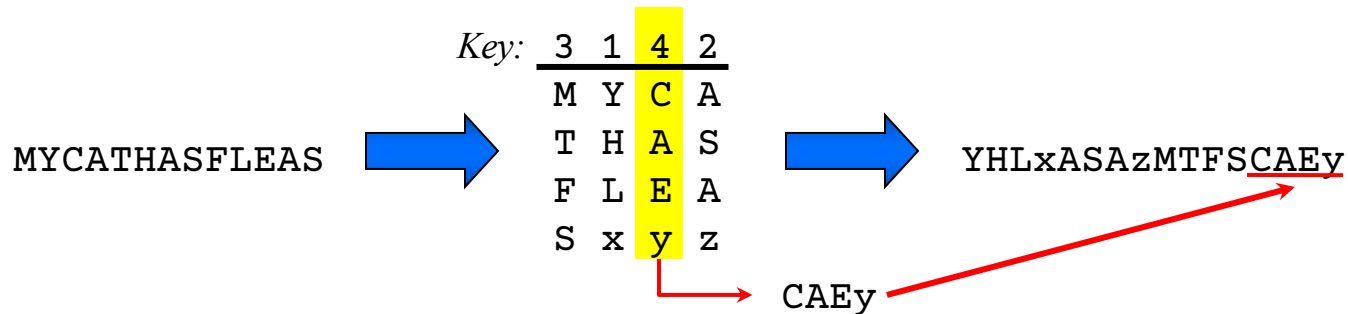 Key: 3 1 4 2
M Y C A
T H A S
F L E A
S x y z
MYCATHASFLEAS
YHLxASAzMTFSCAEy
CAEy